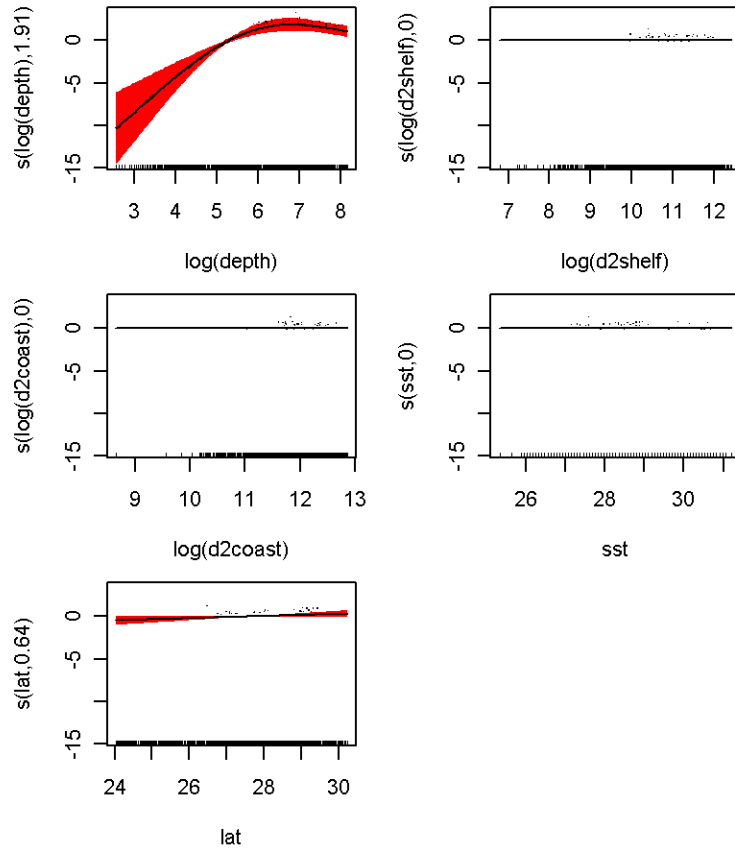 s(log(depth),1.91)
0
-5
-15
3 4 5 6 7 8
log(depth)
s(log(d2shelf),0)
0
-5
-15
7 8 9 10 11 12
log(d2shelf)
s(log(d2coast),0)
0
-5
-15
9 10 11 12 13
log(d2coast)
s(sst,0)
0
-5
-15
26 28 30
sst
s(lat,0.64)
0
-5
-15
24 26 28 30
lat